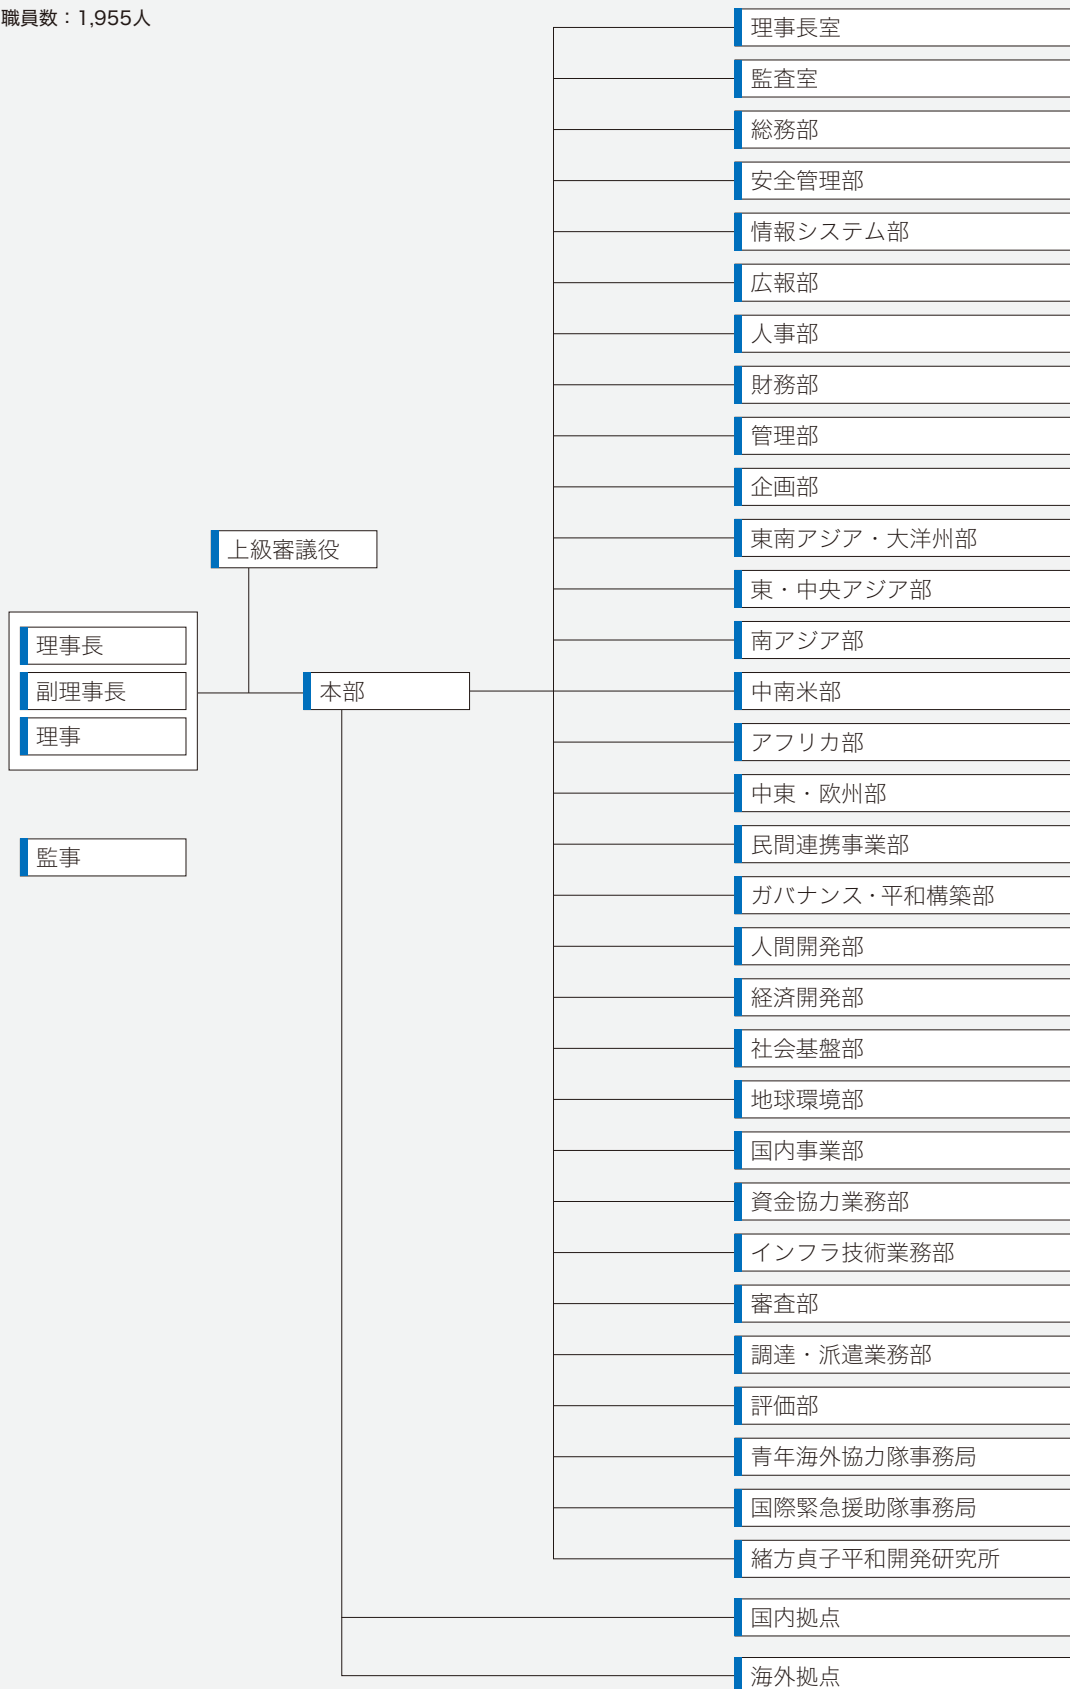 職員数：1,955人
上級審議役
理事長
副理事長
理事
監事
本部
理事長室
監査室
総務部
安全管理部
情報システム部
広報部
人事部
財務部
管理部
企画部
東南アジア・大洋州部
東・中央アジア部
南アジア部
中南米部
アフリカ部
中東・欧州部
民間連携事業部
ガバナンス・平和構築部
人間開発部
経済開発部
社会基盤部
地球環境部
国内事業部
資金協力業務部
インフラ技術業務部
審査部
調達・派遣業務部
評価部
青年海外協力隊事務局
国際緊急援助隊事務局
緒方貞子平和開発研究所
国内拠点
海外拠点